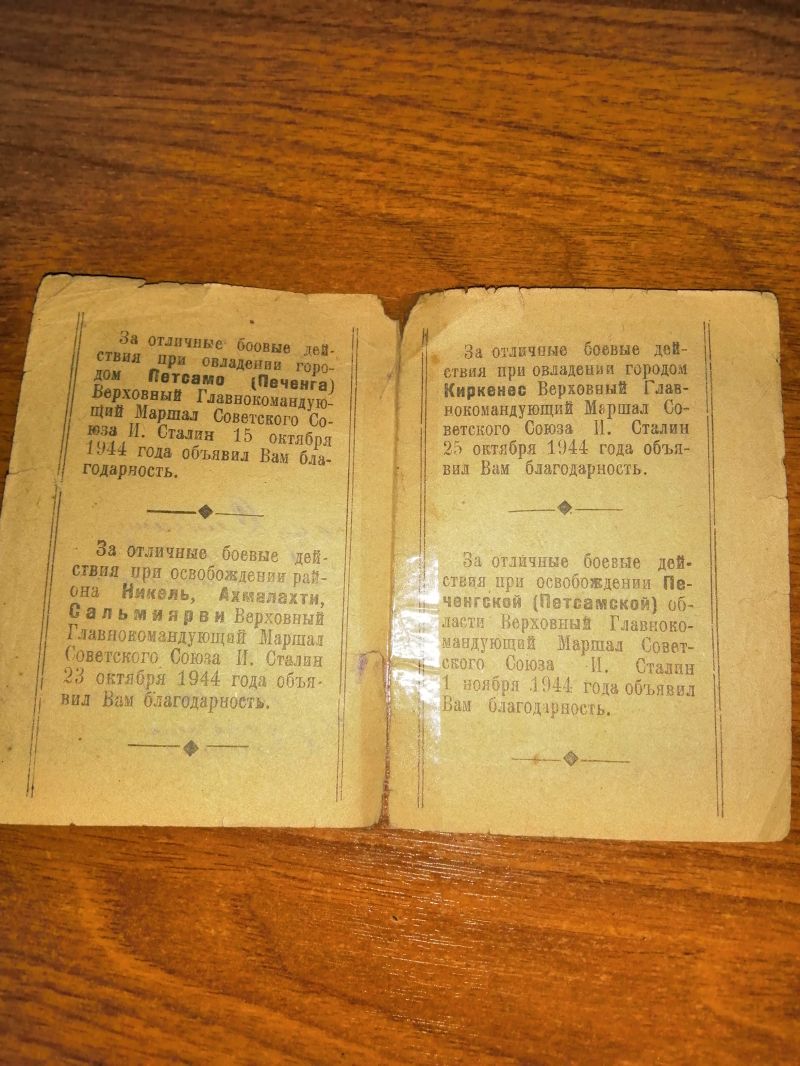 За отличные боовые дей-
ствия при овладении горо-
дом Петсамо (Печенга)
Верховный Главнокомандую-
щий Маршал Советского Со-
юза И. Сталин 15 октября
1944 года объявил Вам бла-
годарность.
За отличные боевые дей-
ствия при освобождении рай-
она Никель, Ахмалахти,
Сальмиярви Верховный
Главнокомандующий Маршал
Советского Союза И. Сталин
23 октября 1944 года объя-
вил Вам благодарность.
За отличные боевые дей-
ствия при овладении городом
Киркенес Верховный Глав-
нокомандующий Маршал Со-
ветского Союза И. Сталин
25 октября 1944 года объя-
вил Вам благодарность.
За отличные боевые дей-
ствия при освобождении Пе-
ченгской (Петсамской) об-
ласти Верховный Главноко-
мандующий Маршал Совет-
ского Союза И. Сталин
1 ноября 1944 года объявил
Вам благодарность.